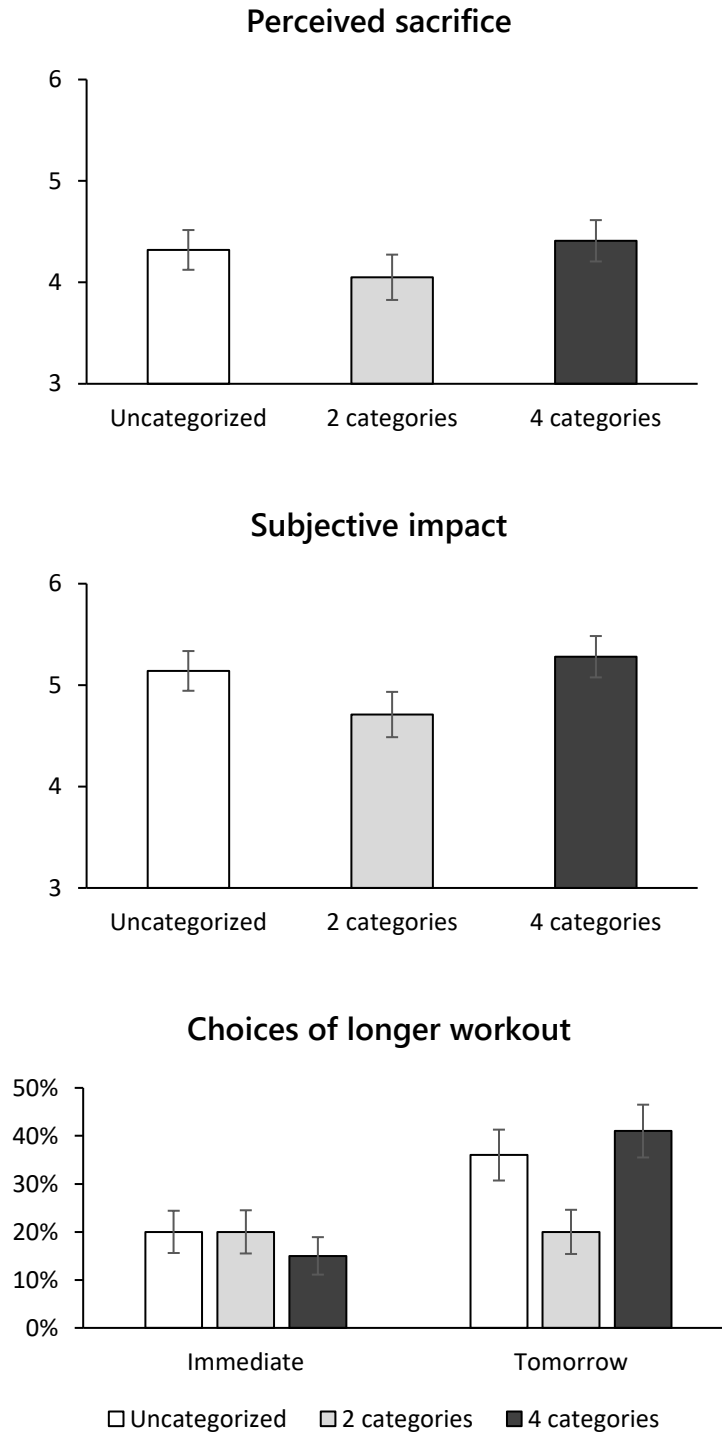 Perceived sacrifice
6
5
4
3
Uncategorized 2 categories 4 categories
Subjective impact
6
5
4
3
Uncategorized 2 categories 4 categories
Choices of longer workout
50%
40%
30%
20%
10%
0%
Immediate Tomorrow
Uncategorized 2 categories 4 categories